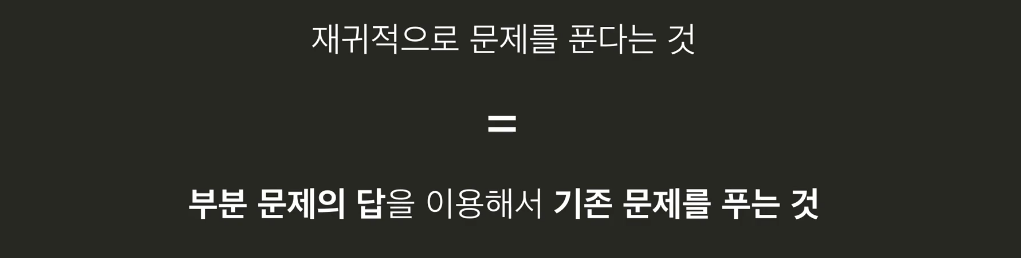 재귀적으로 문제를 푼다는 것
=
부분 문제의 답을 이용해서 기존 문제를 푸는 것